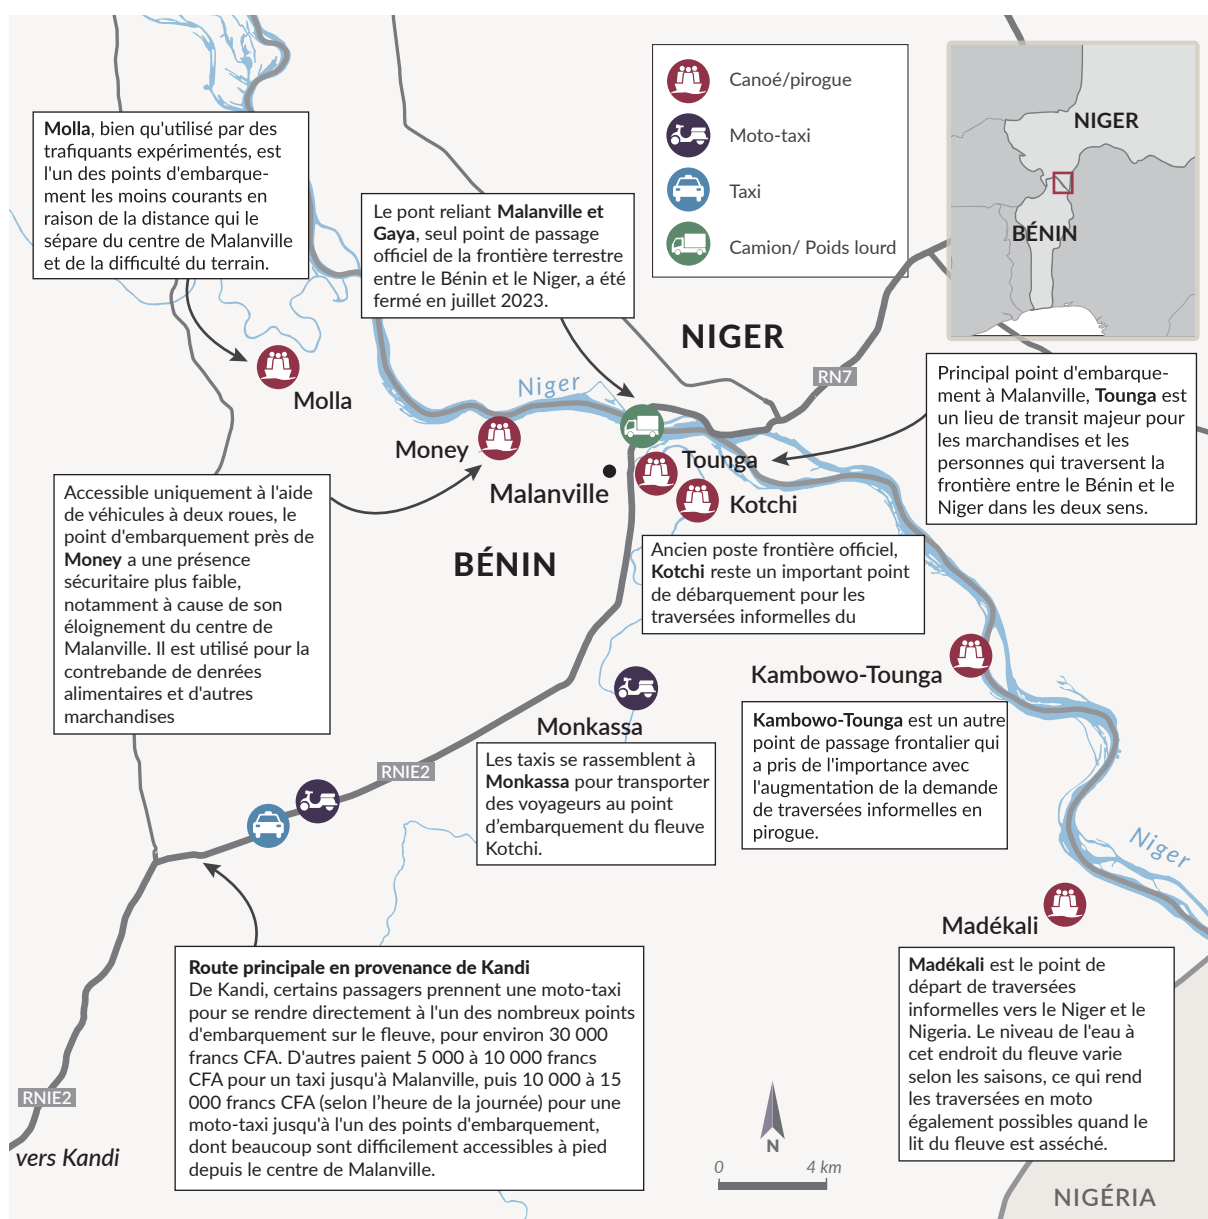 Molla, bien qu'utilisé par des
trafiquants expérimentés, est
l'un des points d'embarque-
ment les moins courants en
raison de la distance qui le
sépare du centre de Malanville
et de la difficulté du terrain.
Le pont reliant Malanville et
Gaya, seul point de passage
officiel de la frontière terrestre
entre le Bénin et le Niger, a été
fermé en juillet 2023.
Canoé/pirogue
Moto-taxi
Taxi
Camion/ Poids lourd
NIGER
BÉNIN
NIGER
RN7
Niger
Molla
Money
Malanville
Tounga
Kotchi
BÉNIN
Principal point d'embarque-
ment à Malanville, Tounga est
un lieu de transit majeur pour
les marchandises et les
personnes qui traversent la
frontière entre le Bénin et le
Niger dans les deux sens.
Accessible uniquement à l'aide
de véhicules à deux roues, le
point d'embarquement près de
Money a une présence
sécuritaire plus faible,
notamment à cause de son
éloignement du centre de
Malanville. Il est utilisé pour la
contrebande de denrées
alimentaires et d'autres
marchandises
Ancien poste frontière officiel,
Kotchi reste un important point
de débarquement pour les
traversées informelles du
Kambowo-Tounga
Kambowo-Tounga est un autre
point de passage frontalier qui
a pris de l'importance avec
l'augmentation de la demande
de traversées informelles en
pirogue.
Monkassa
Les taxis se rassemblent à
Monkassa pour transporter
des voyageurs au point
d’embarquement du fleuve
Kotchi.
RNIE2
Niger
Madékali
Madékali est le point de
départ de traversées
informelles vers le Niger et le
Nigeria. Le niveau de l'eau à
cet endroit du fleuve varie
selon les saisons, ce qui rend
les traversées en moto
également possibles quand le
lit du fleuve est asséché.
Route principale en provenance de Kandi
De Kandi, certains passagers prennent une moto-taxi
pour se rendre directement à l'un des nombreux points
d'embarquement sur le fleuve, pour environ 30 000
francs CFA. D'autres paient 5 000 à 10 000 francs
CFA pour un taxi jusqu'à Malanville, puis 10 000 à 15
000 francs CFA (selon l’heure de la journée) pour une
moto-taxi jusqu'à l'un des points d'embarquement,
dont beaucoup sont difficilement accessibles à pied
depuis le centre de Malanville.
RNIE2
vers Kandi
N
0 4 km
NIGÉRIA